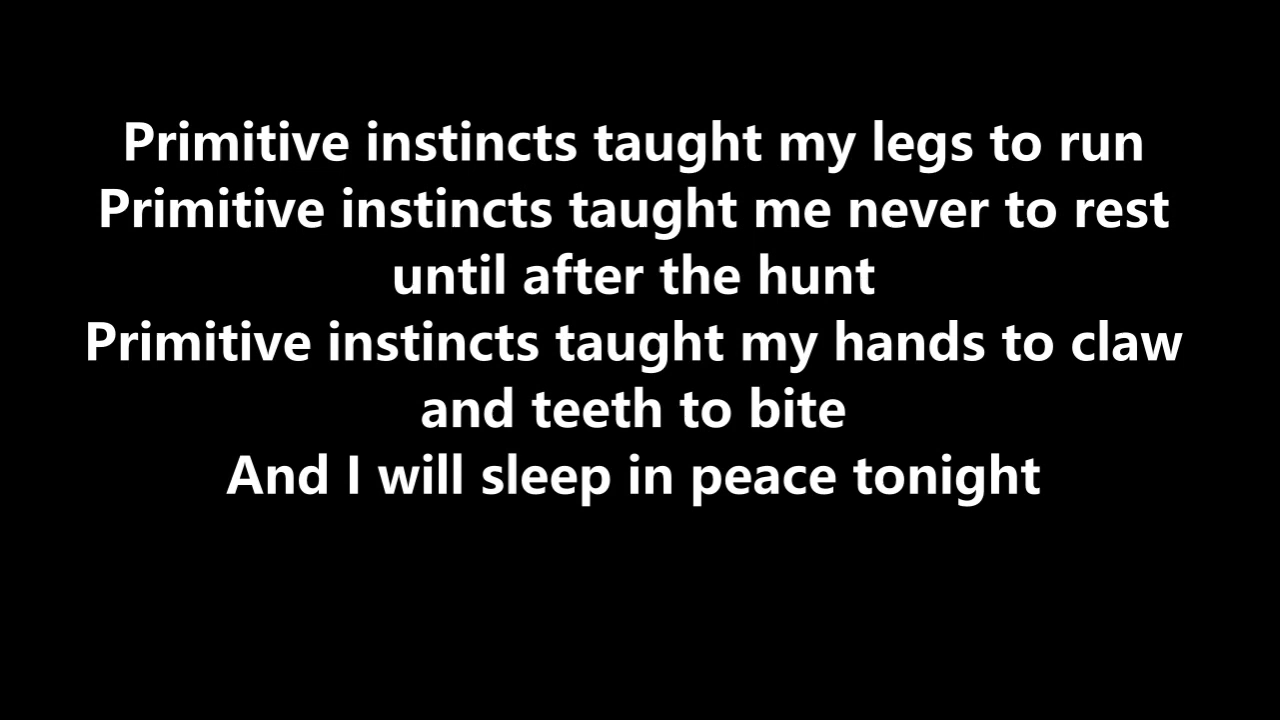 Primitive instincts taught my legs to run
Primitive instincts taught me never to rest
until after the hunt
Primitive instincts taught my hands to claw
and teeth to bite
And I will sleep in peace tonight